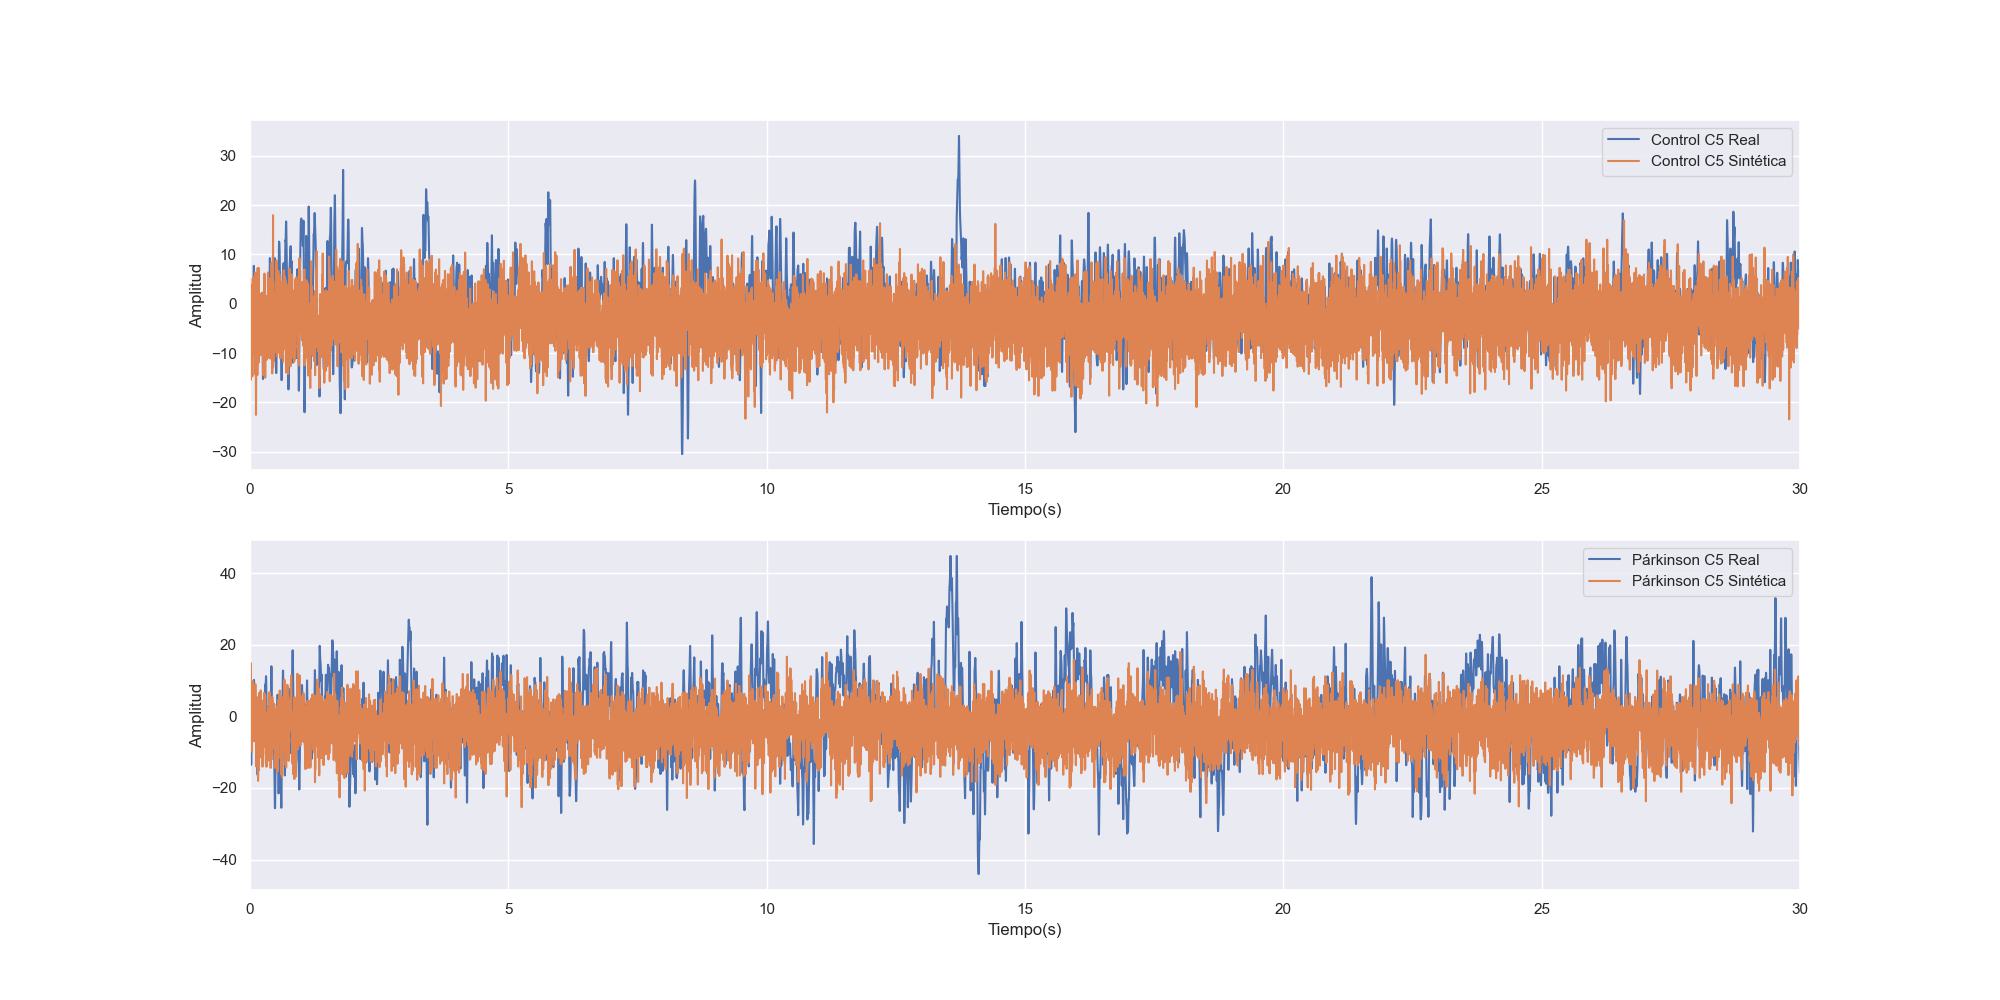 Control C5 Real
Control C5 Sintética
Amplitud
30
20
10
0
−10
−20
−30
0 5 10 15 20 25 30
Tiempo(s)
Párkinson C5 Real
Párkinson C5 Sintética
Amplitud
40
20
0
−20
−40
0 5 10 15 20 25 30
Tiempo(s)